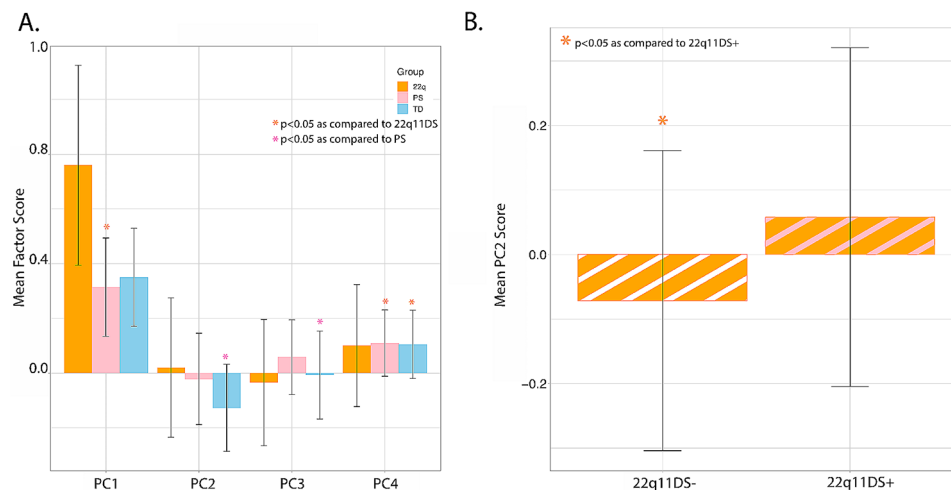 A.
Mean Factor Score
1.0
0.8
0.4
0.0
Group
22q
PS
TD
* p<0.05 as compared to 22q11DS
* p<0.05 as compared to PS
*
*
*
*
*
PC1 PC2 PC3 PC4
B.
Mean PC2 Score
* p<0.05 as compared to 22q11DS+
*
0.2
0.0
−0.2
22q11DS- 22q11DS+